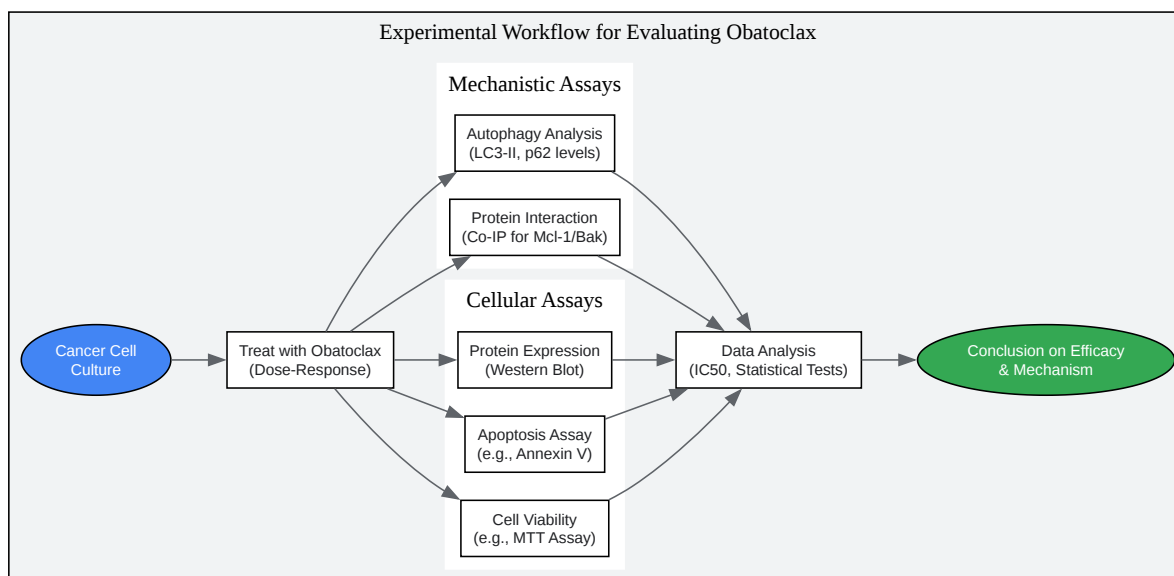 Experimental Workflow for Evaluating Obatoclax
Mechanistic Assays
Autophagy Analysis
(LC3-II, p62 levels)
Protein Interaction
(Co-IP for Mcl-1/Bak)
Cellular Assays
Cancer Cell
Culture
Treat with Obatoclax
(Dose-Response)
Protein Expression
(Western Blot)
Data Analysis
(IC50, Statistical Tests)
Conclusion on Efficacy
& Mechanism
Apoptosis Assay
(e.g., Annexin V)
Cell Viability
(e.g., MTT Assay)